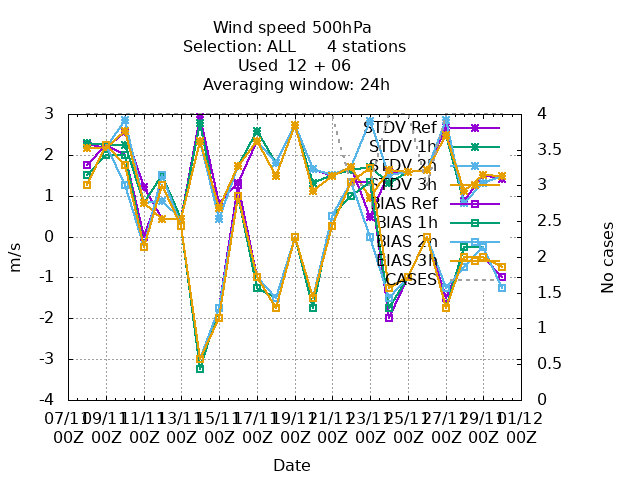 Wind speed 500hPa
Selection: ALL 4 stations
Used 12 + 06
Averaging window: 24h
3
2
1
0
-1
-2
-3
-4
m/s
4
3.5
3
2.5
2
1.5
1
0.5
0
No cases
STDV Ref
STDV 1h
STDV 2h
STDV 3h
BIAS Ref
BIAS 1h
BIAS 2h
BIAS 3h
CASES
07/11 09/11 11/11 13/11 15/11 17/11 19/11 21/11 23/11 25/11 27/11 29/11 01/12
00Z 00Z 00Z 00Z 00Z 00Z 00Z 00Z 00Z 00Z 00Z 00Z 00Z
Date